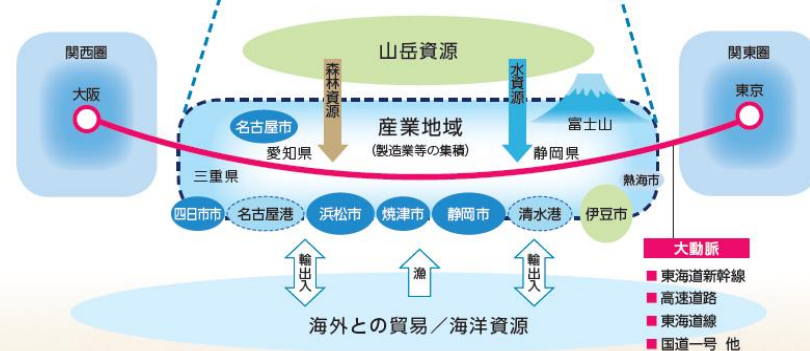 関西圏
大阪
山岳資源
森林資源
水資源
関東圏
東京
名古屋市
愛知県
産業地域
(製造業等の集積)
富士山
静岡県
三重県
熱海市
四日市市
名古屋港
浜松市
焼津市
静岡市
清水港
伊豆市
輸出入
漁
輸出入
海外との貿易／海洋資源
大動脈
■ 東海道新幹線
■ 高速道路
■ 東海道線
■ 国道一号 他